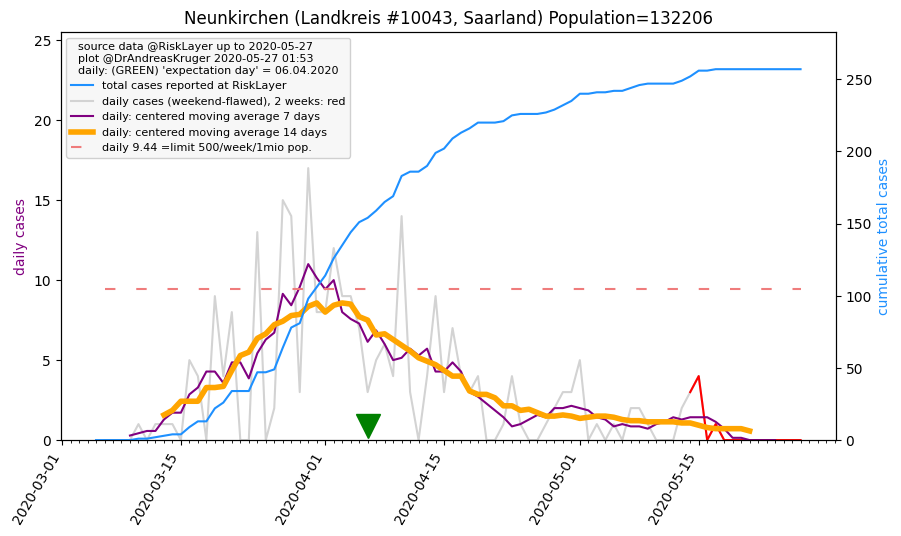 Neunkirchen (Landkreis #10043, Saarland) Population=132206
source data @RiskLayer up to 2020-05-27
plot @DrAndreasKruger 2020-05-27 01:53
daily: (GREEN) 'expectation day' = 06.04.2020
total cases reported at RiskLayer
daily cases (weekend-flawed), 2 weeks: red
daily: centered moving average 7 days
daily: centered moving average 14 days
daily 9.44 =limit 500/week/1mio pop.
daily cases
25
20
15
10
5
0
cumulative total cases
250
200
150
100
50
0
2020-03-01
2020-03-15
2020-04-01
2020-04-15
2020-05-01
2020-05-15